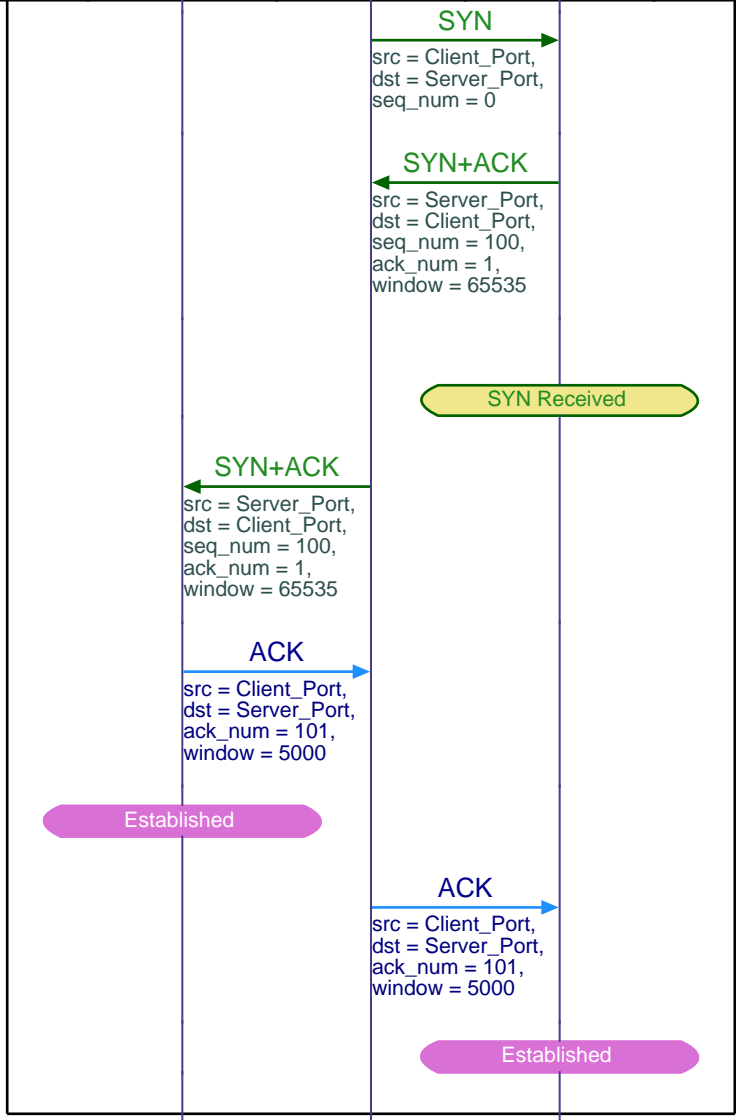 SYN
src = Client_Port,
dst = Server_Port,
seq_num = 0
SYN+ACK
src = Server_Port,
dst = Client_Port,
seq_num = 100,
ack_num = 1,
window = 65535
SYN Received
SYN+ACK
src = Server_Port,
dst = Client_Port,
seq_num = 100,
ack_num = 1,
window = 65535
ACK
src = Client_Port,
dst = Server_Port,
ack_num = 101,
window = 5000
Established
ACK
src = Client_Port,
dst = Server_Port,
ack_num = 101,
window = 5000
Established